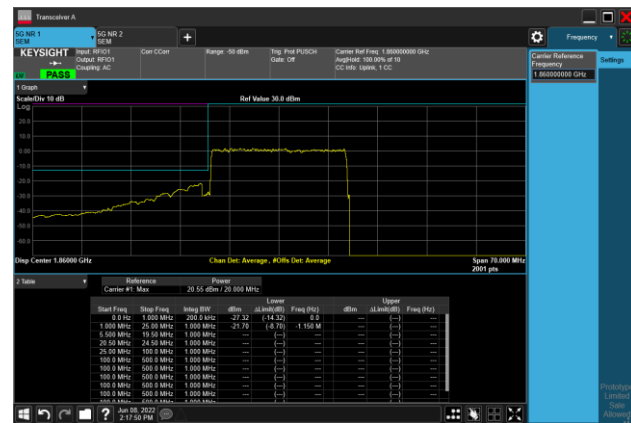 Transceiver A
5G NR 1
SEM
5G NR 2
SEM
Frequency
KEYSIGHT
Input: RFIO1
Output: RFIO1
Coupling: AC
Corr CCorr
Range: -50 dBm
Trig: Prot PUSCH
Gate: Off
Carrier Ref Freq: 1.860000000 GHz
AvgHold: 100.00% of 10
CC Info: Uplink, 1 CC
PASS
Carrier Reference
Frequency
1.860000000 GHz
Settings
1 Graph
Scale/Div 10 dB
Ref Value 30.0 dBm
Log
20.0
10.0
0.0
-10.0
-20.0
-30.0
-40.0
-50.0
-60.0
Disp Center 1.86000 GHz
Chan Det: Average , #Offs Det: Average
Span 70.000 MHz
2001 pts
2 Table
Reference Power
Carrier #1: Max 20.55 dBm / 20.000 MHz
Lower Upper
Start Freq Stop Freq Integ BW dBm ΔLimit(dB) Freq (Hz) dBm ΔLimit(dB) Freq (Hz)
0.0 Hz 1.000 MHz 200.0 kHz -27.32 (-14.32) 0.0 --- (---) ---
1.000 MHz 25.00 MHz 1.000 MHz -21.70 (-8.70) -1.150 M --- (---) ---
5.500 MHz 19.50 MHz 1.000 MHz --- (---) --- --- (---) ---
20.50 MHz 24.50 MHz 1.000 MHz --- (---) --- --- (---) ---
25.00 MHz 100.0 MHz 1.000 MHz --- (---) --- --- (---) ---
100.0 MHz 500.0 MHz 1.000 MHz --- (---) --- --- (---) ---
100.0 MHz 500.0 MHz 1.000 MHz --- (---) --- --- (---) ---
100.0 MHz 500.0 MHz 1.000 MHz --- (---) --- --- (---) ---
100.0 MHz 500.0 MHz 1.000 MHz --- (---) --- --- (---) ---
100.0 MHz 500.0 MHz 1.000 MHz --- (---) --- --- (---) ---
Prototype
Limited
Sale
Allowed
Jun 08, 2022
2:17:50 PM